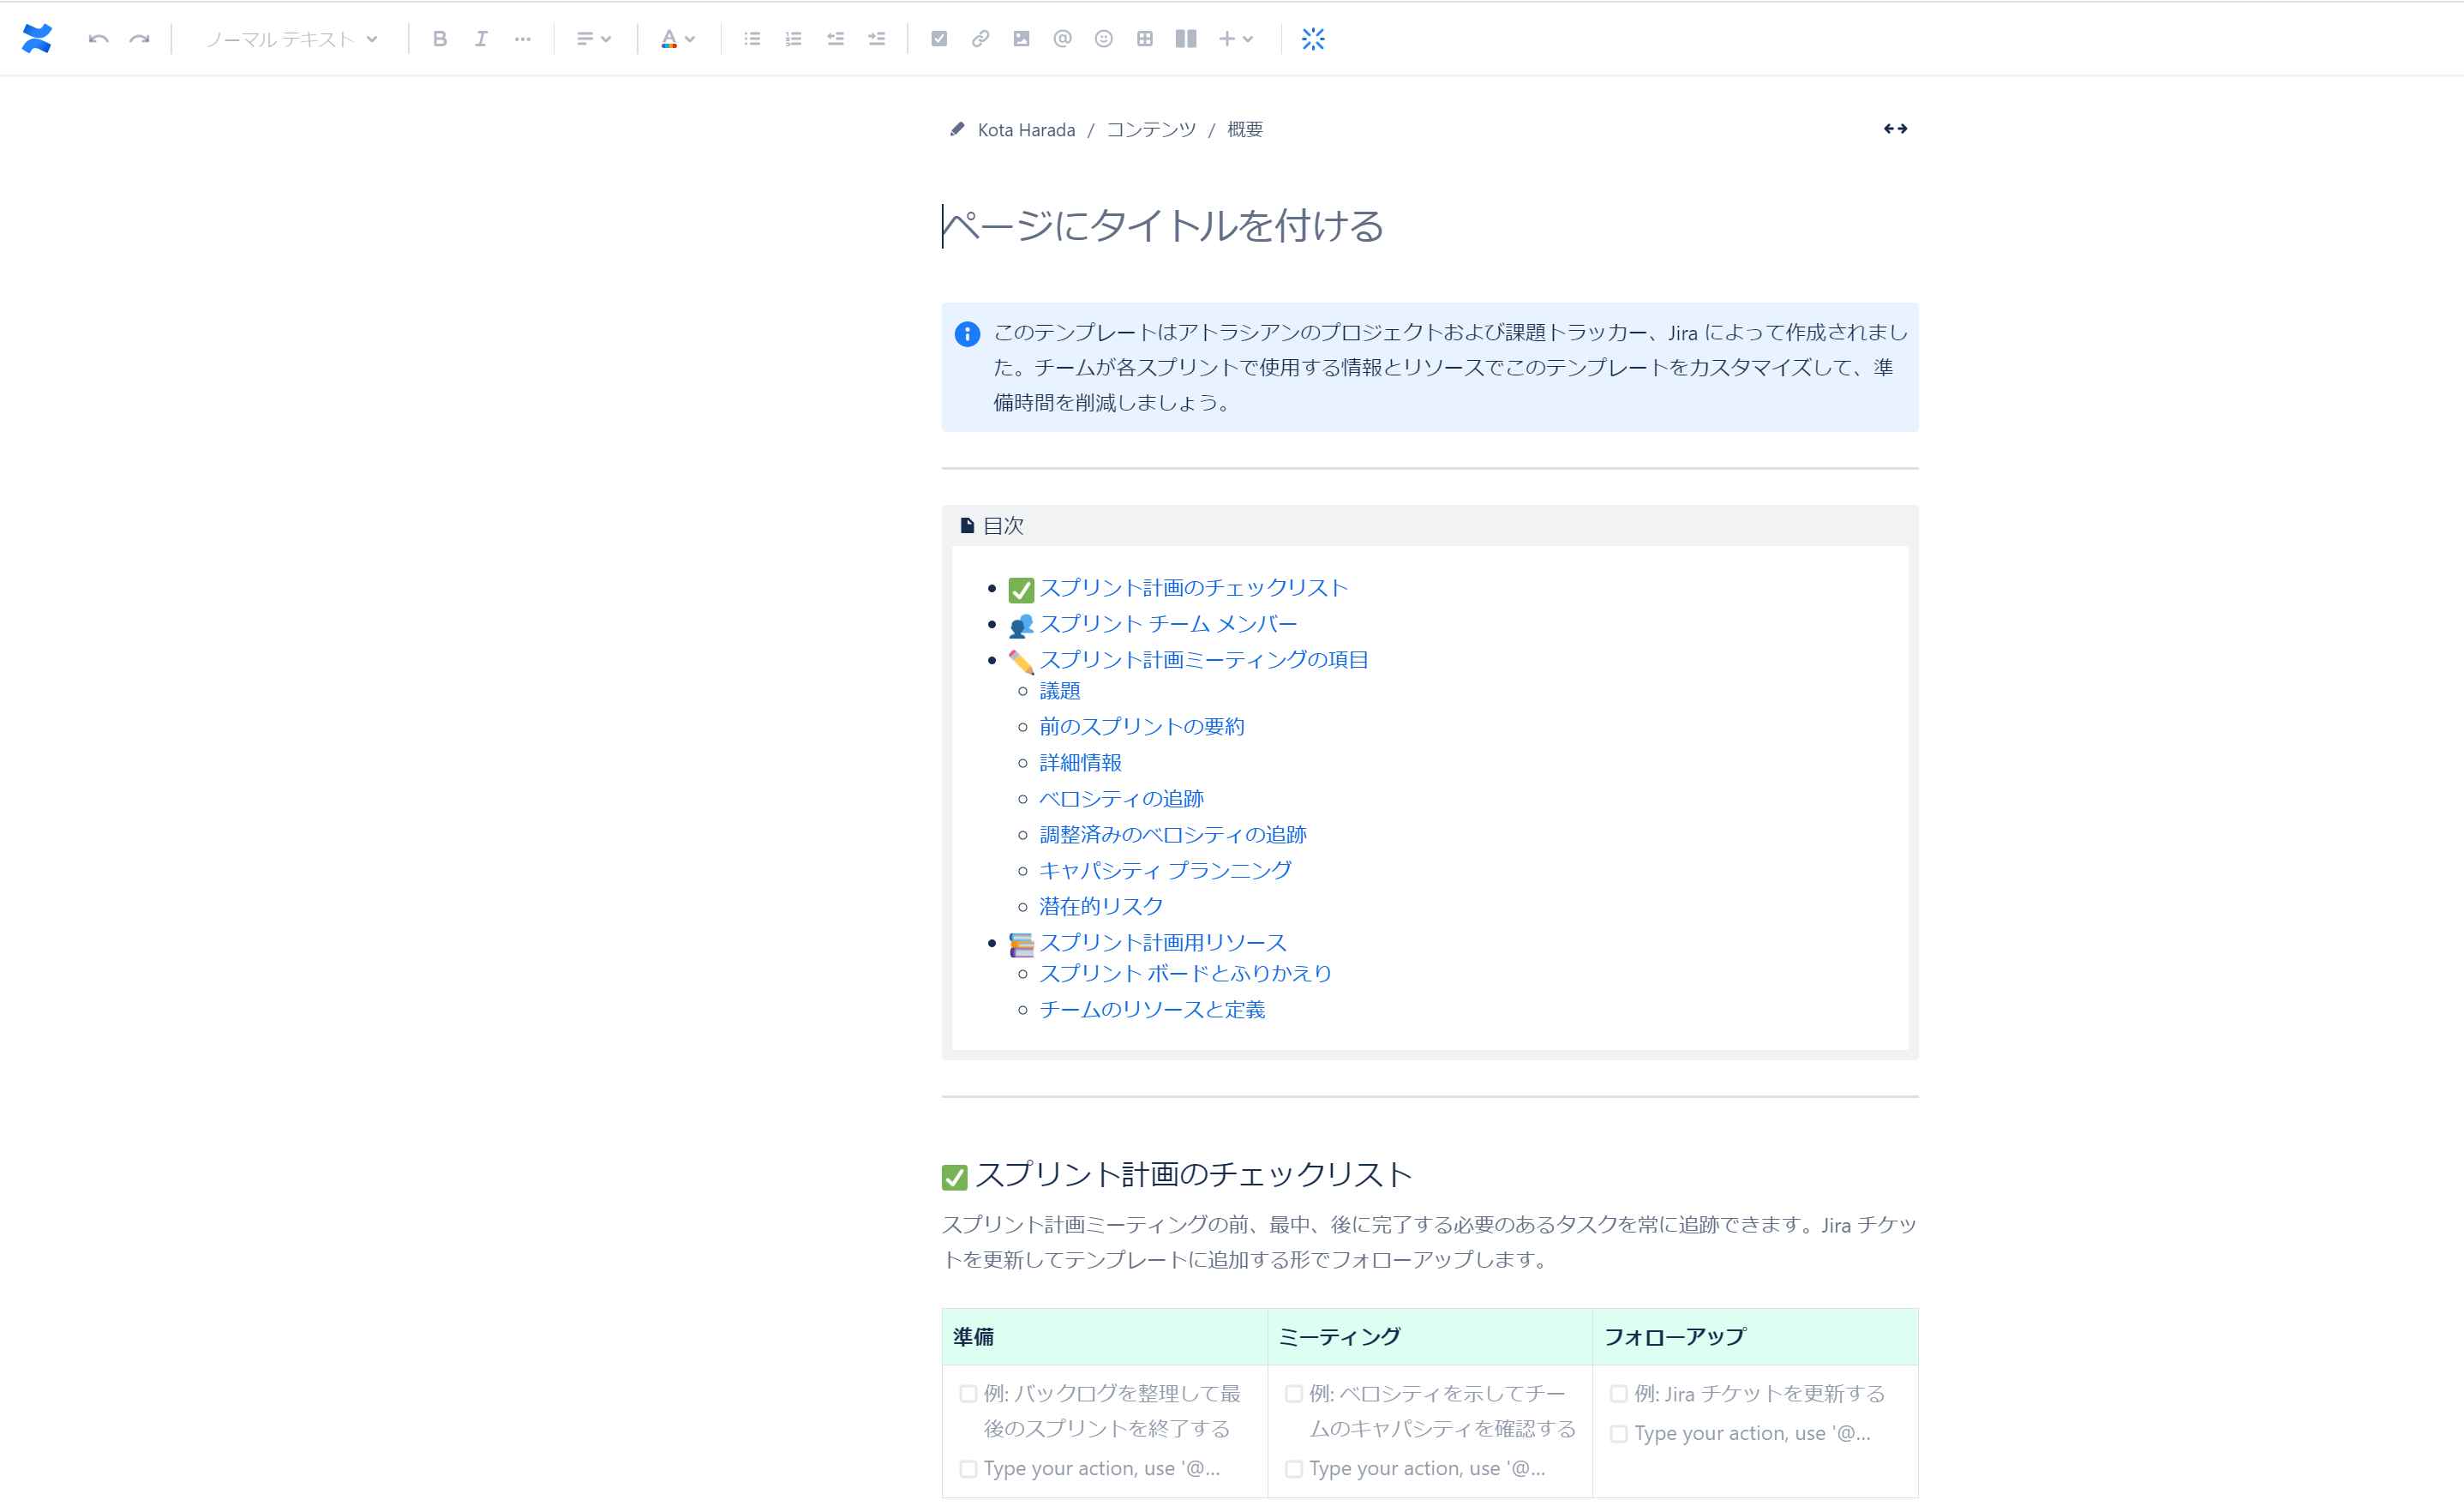 ノーマル テキスト
Kota Harada / コンテンツ / 概要
ページにタイトルを付ける
このテンプレートはアトラシアンのプロジェクトおよび課題トラッカー、Jira によって作成されまし
た。チームが各スプリントで使用する情報とリソースでこのテンプレートをカスタマイズして、準
備時間を削減しましょう。
目次
スプリント計画のチェックリスト
スプリント チーム メンバー
スプリント計画ミーティングの項目
議題
前のスプリントの要約
詳細情報
ベロシティの追跡
調整済みのベロシティの追跡
キャパシティ プランニング
潜在的リスク
スプリント計画用リソース
スプリント ボードとふりかえり
チームのリソースと定義
スプリント計画のチェックリスト
スプリント計画ミーティングの前、最中、後に完了する必要のあるタスクを常に追跡できます。Jira チケッ
トを更新してテンプレートに追加する形でフォローアップします。
準備
ミーティング
フォローアップ
例: バックログを整理して最
後のスプリントを終了する
Type your action, use '@...
例: ベロシティを示してチー
ムのキャパシティを確認する
Type your action, use '@...
例: Jira チケットを更新する
Type your action, use '@...